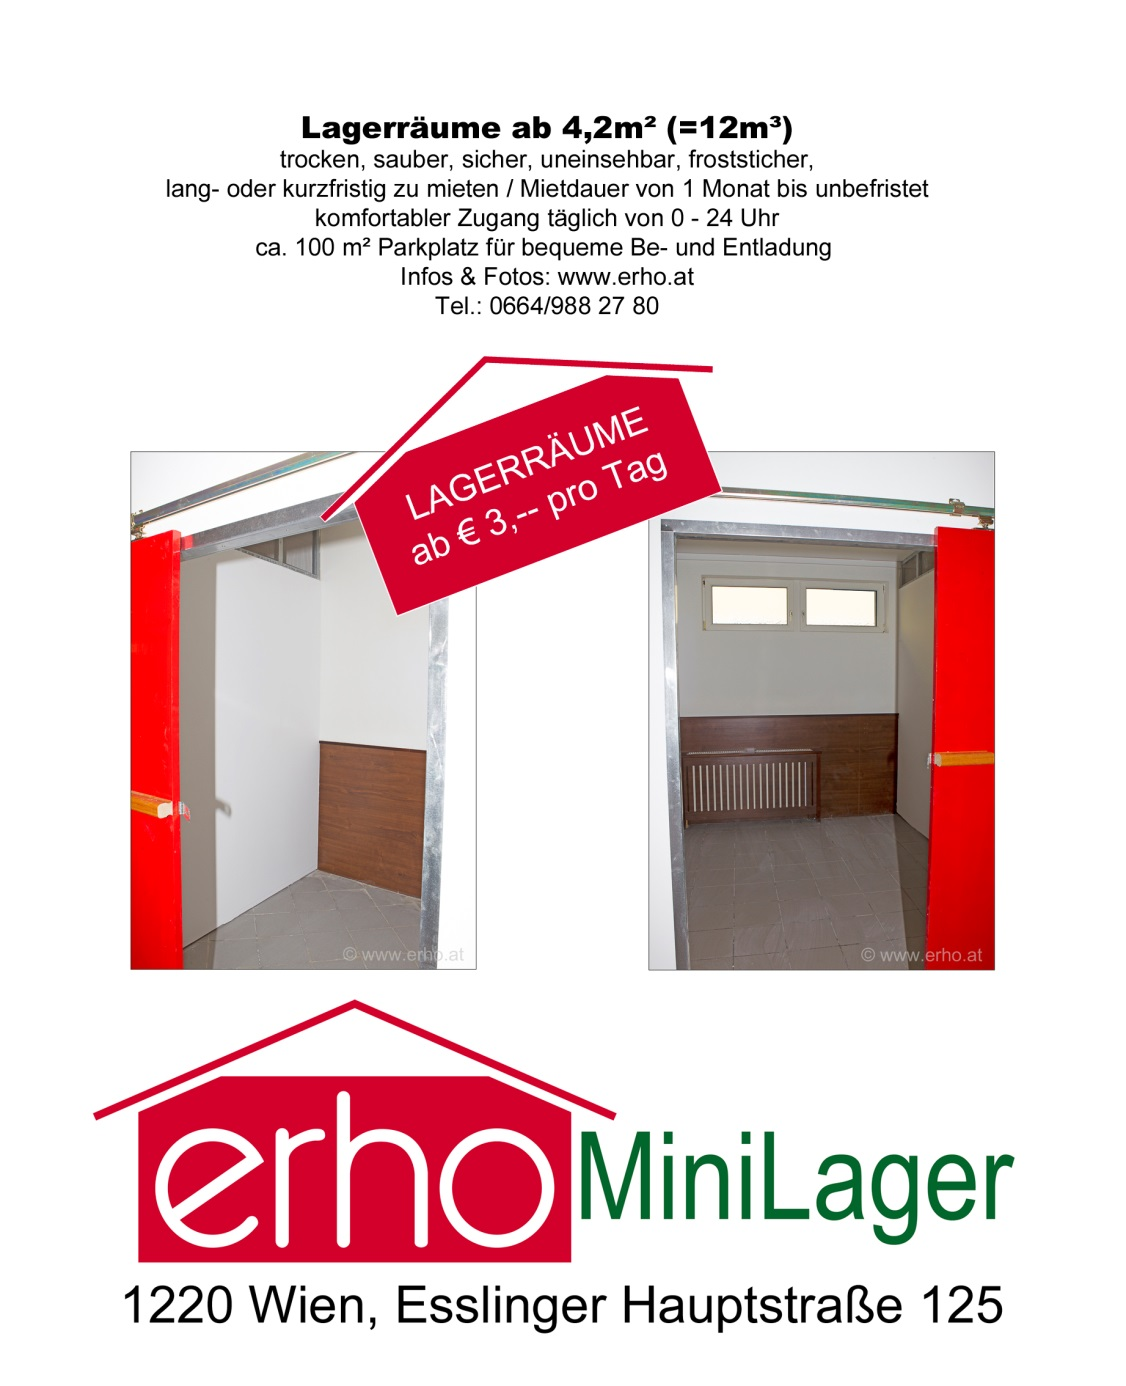 Lagerräume ab 4,2m² (=12m³)
trocken, sauber, sicher, uneinsehbar, froststicher,
lang- oder kurzfristig zu mieten / Mietdauer von 1 Monat bis unbefristet
komfortabler Zugang täglich von 0 - 24 Uhr
ca. 100 m² Parkplatz für bequeme Be- und Entladung
Infos & Fotos: www.erho.at
Tel.: 0664/988 27 80
LAGERRÄUME
ab € 3,-- pro Tag
© www.erho.at
© www.erho.at
erho MiniLager
1220 Wien, Esslinger Hauptstraße 125